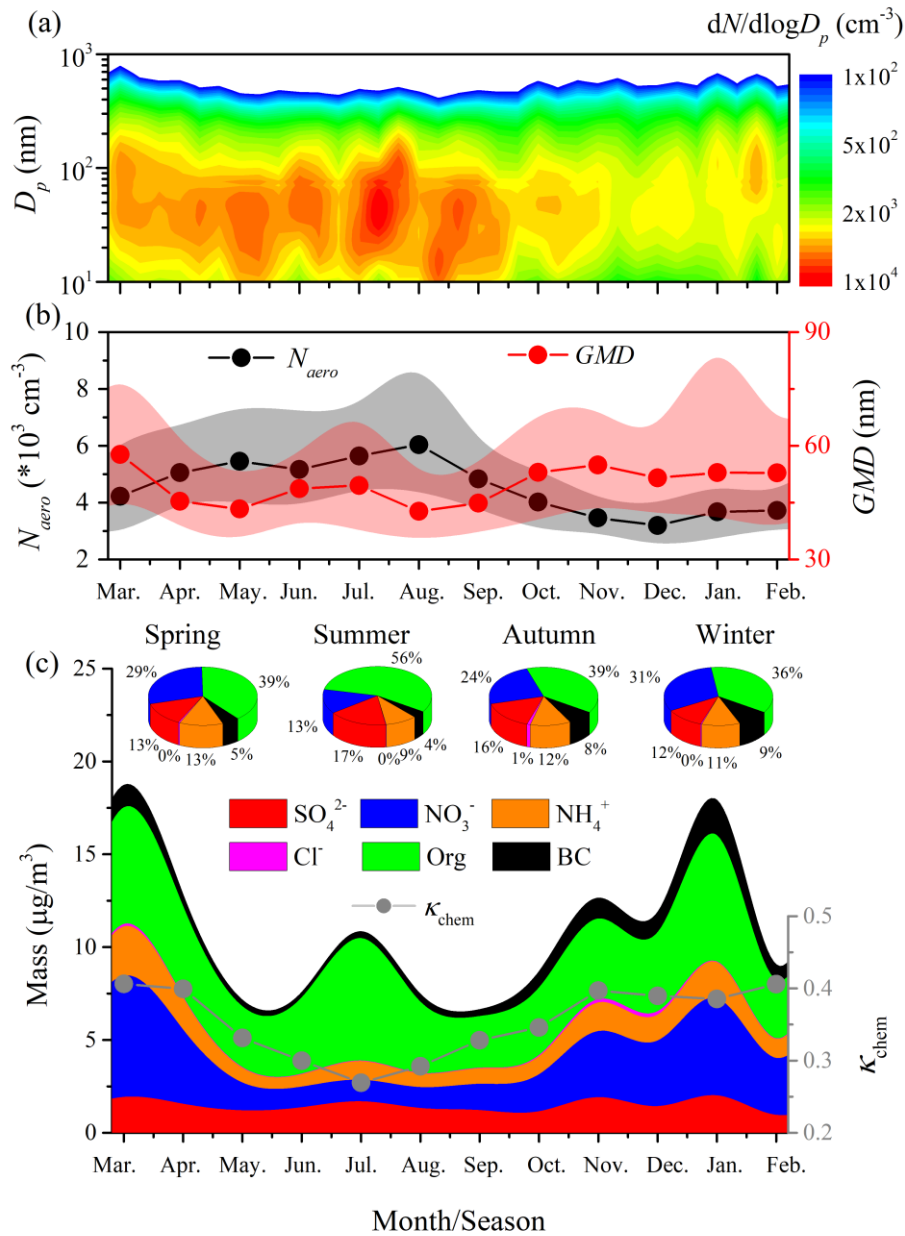 (a)
dN/dlogDp (cm-3)
10³
10²
10¹
Dp (nm)
1x10²
5x10²
2x10³
1x10⁴
(b)
10
8
6
4
2
Naero (*10³ cm-3)
Naero
GMD
90
60
30
GMD (nm)
Mar. Apr. May. Jun. Jul. Aug. Sep. Oct. Nov. Dec. Jan. Feb.
Spring Summer Autumn Winter
(c)
29% 39% 13% 0% 13% 5%
56% 13% 17% 0% 9% 4%
24% 39% 16% 1% 12% 8%
31% 36% 12% 0% 11% 9%
SO₄²⁻ NO₃⁻ NH₄⁺
Cl⁻ Org BC
κchem
25
20
15
10
5
0
Mass (μg/m³)
0.5
0.4
0.3
0.2
κchem
Mar. Apr. May. Jun. Jul. Aug. Sep. Oct. Nov. Dec. Jan. Feb.
Month/Season